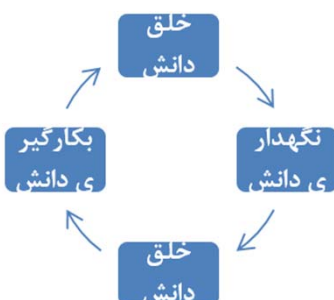 خلق
دانش
نگهدار
ی دانش
خلق
دانش
بکارگیر
ی دانش